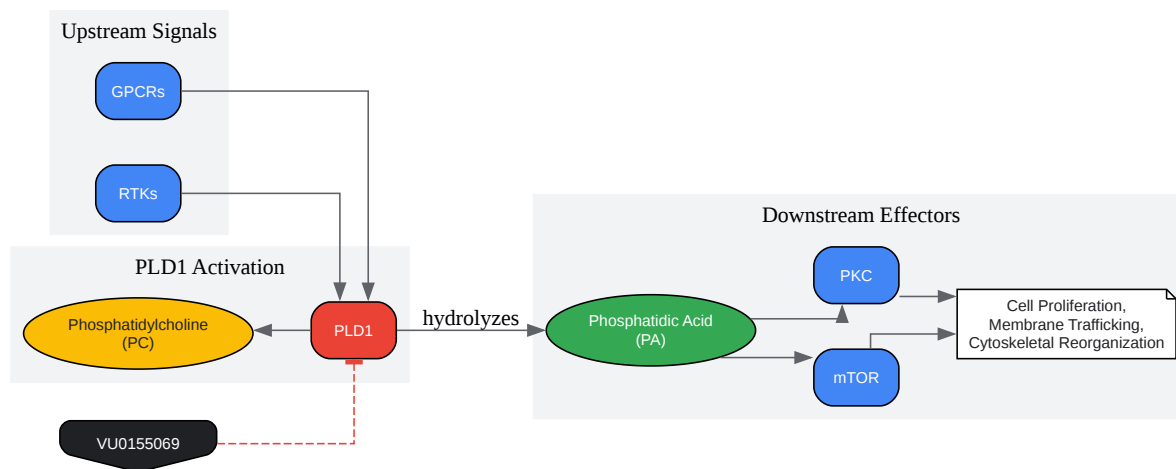 Upstream Signals
GPCRs
RTKs
PLD1 Activation
Phosphatidylcholine
(PC)
PLD1
hydrolyzes
VU0155069
Downstream Effectors
Phosphatidic Acid
(PA)
PKC
mTOR
Cell Proliferation,
Membrane Trafficking,
Cytoskeletal Reorganization